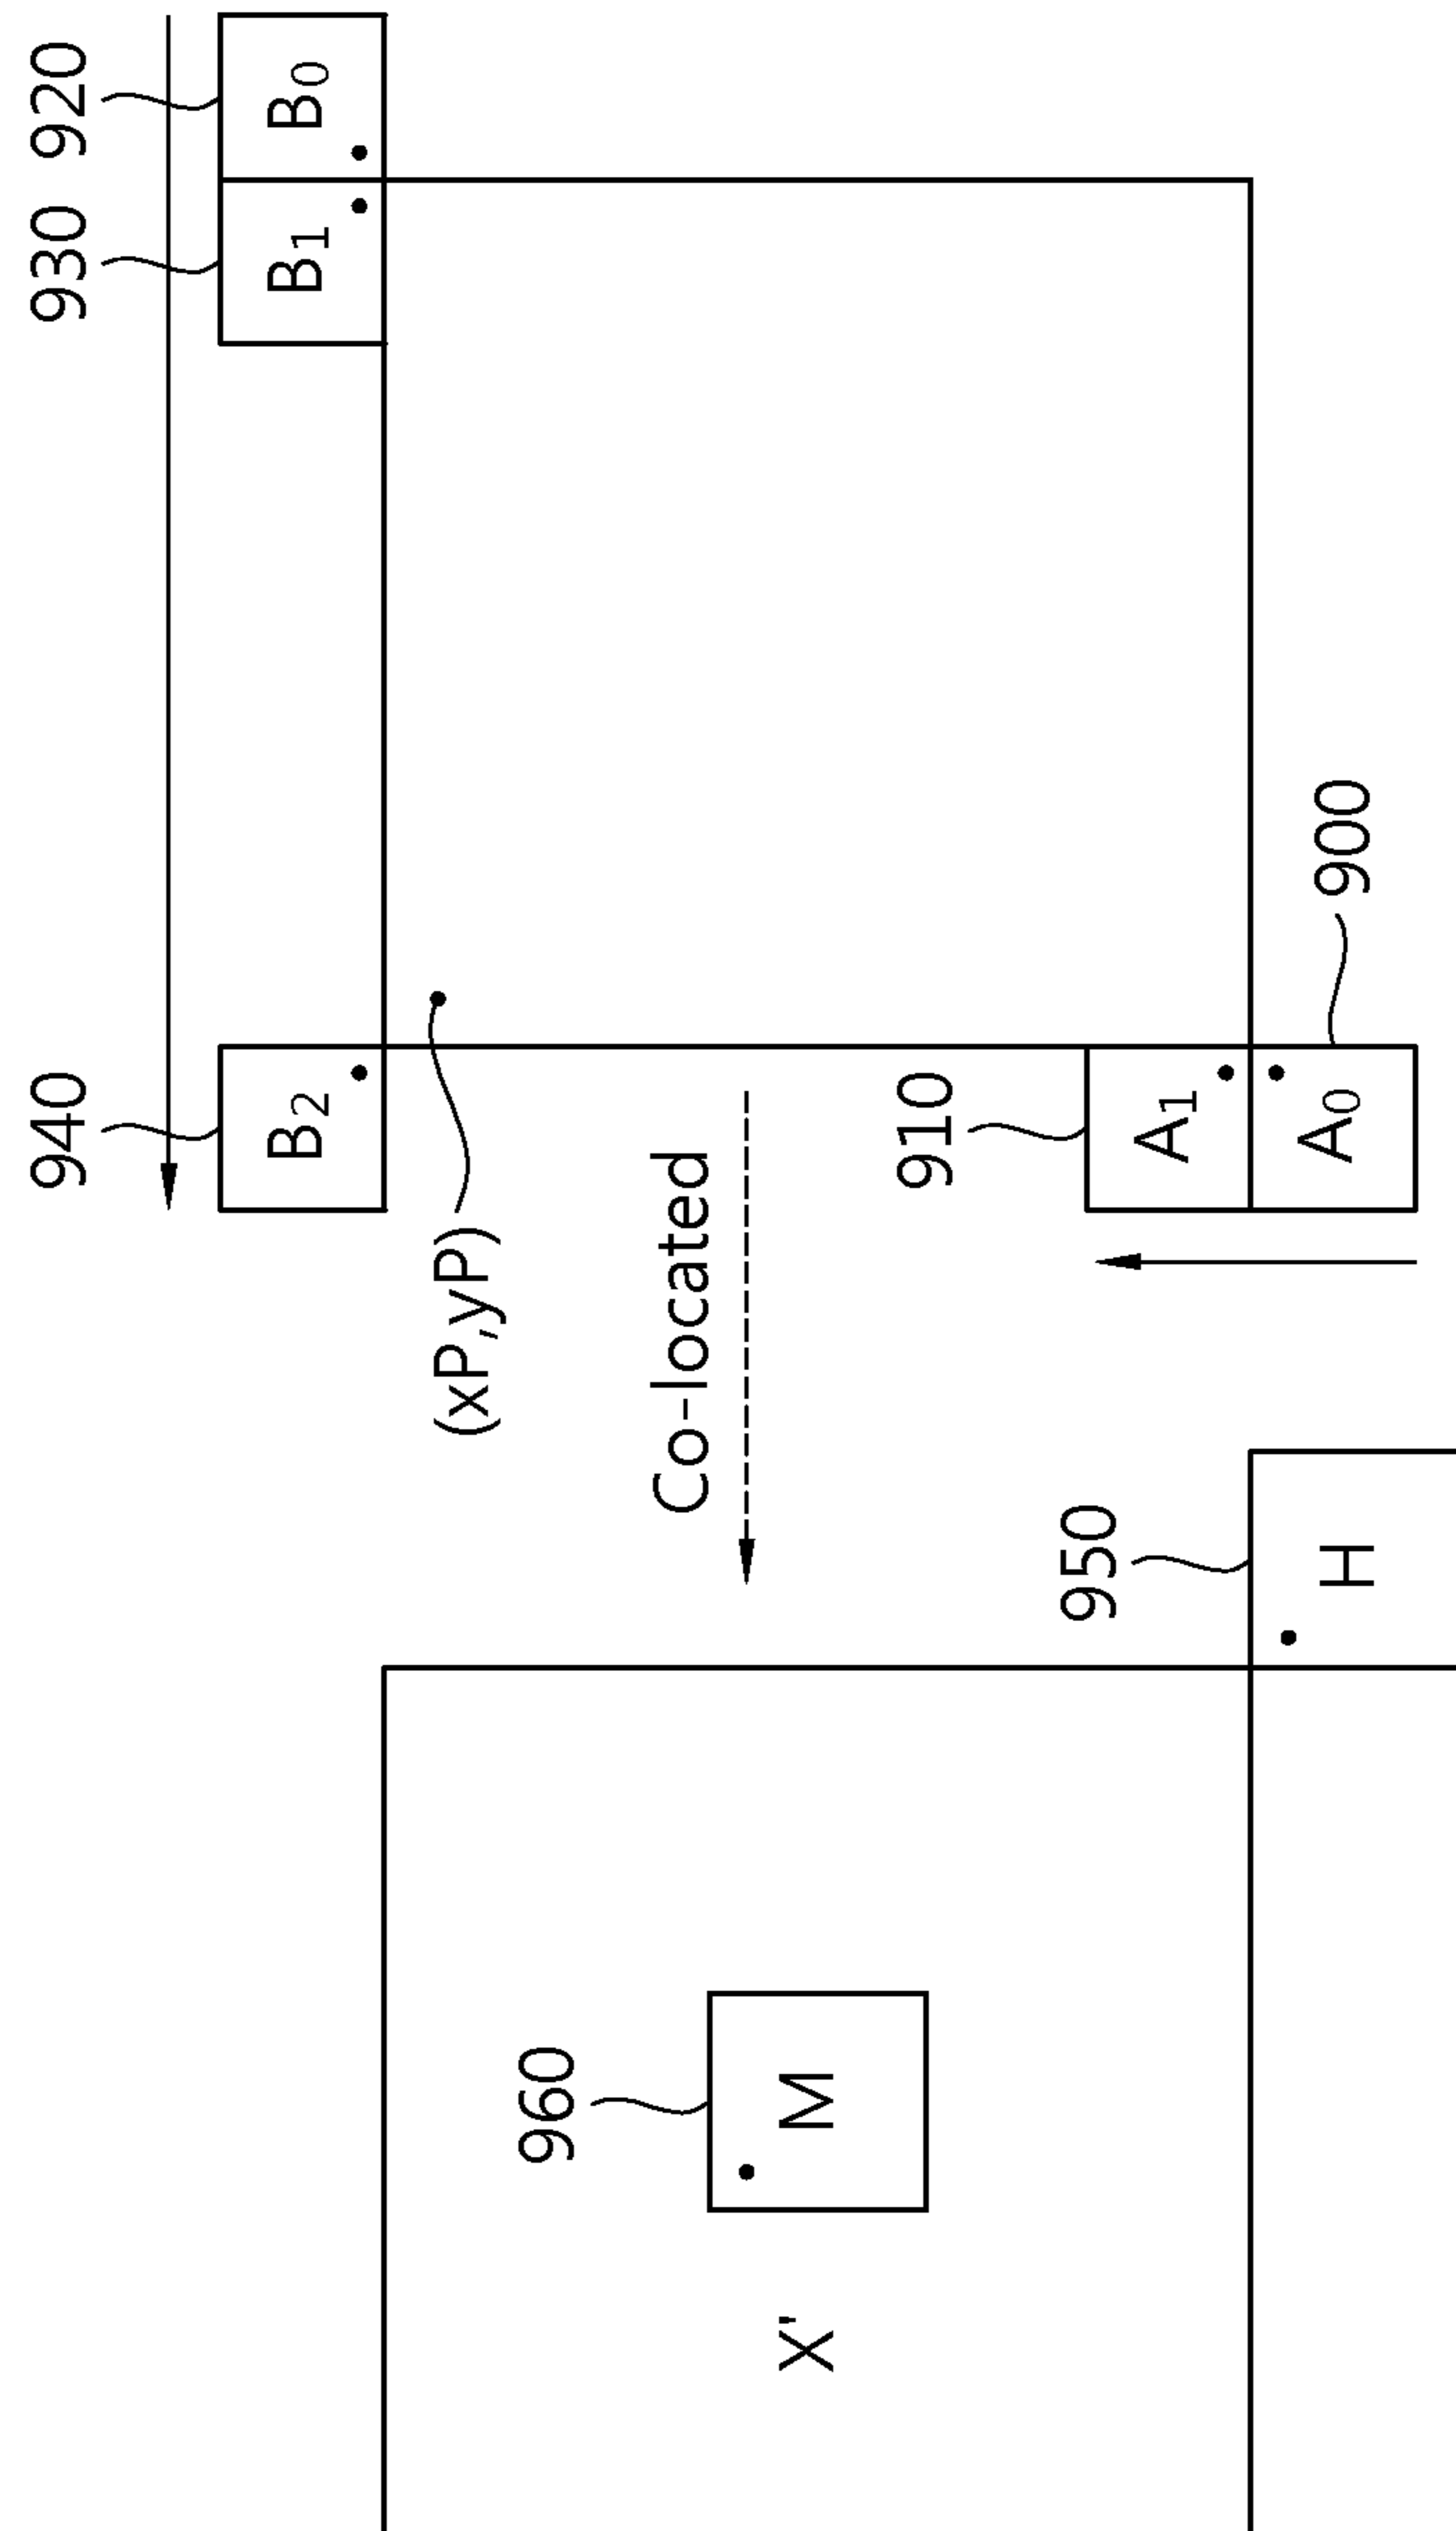 940
930
920
B₂
B₁
B₀
(xP,yP)
960
Co-located
X'
M
910
950
A₁
H
A₀
900